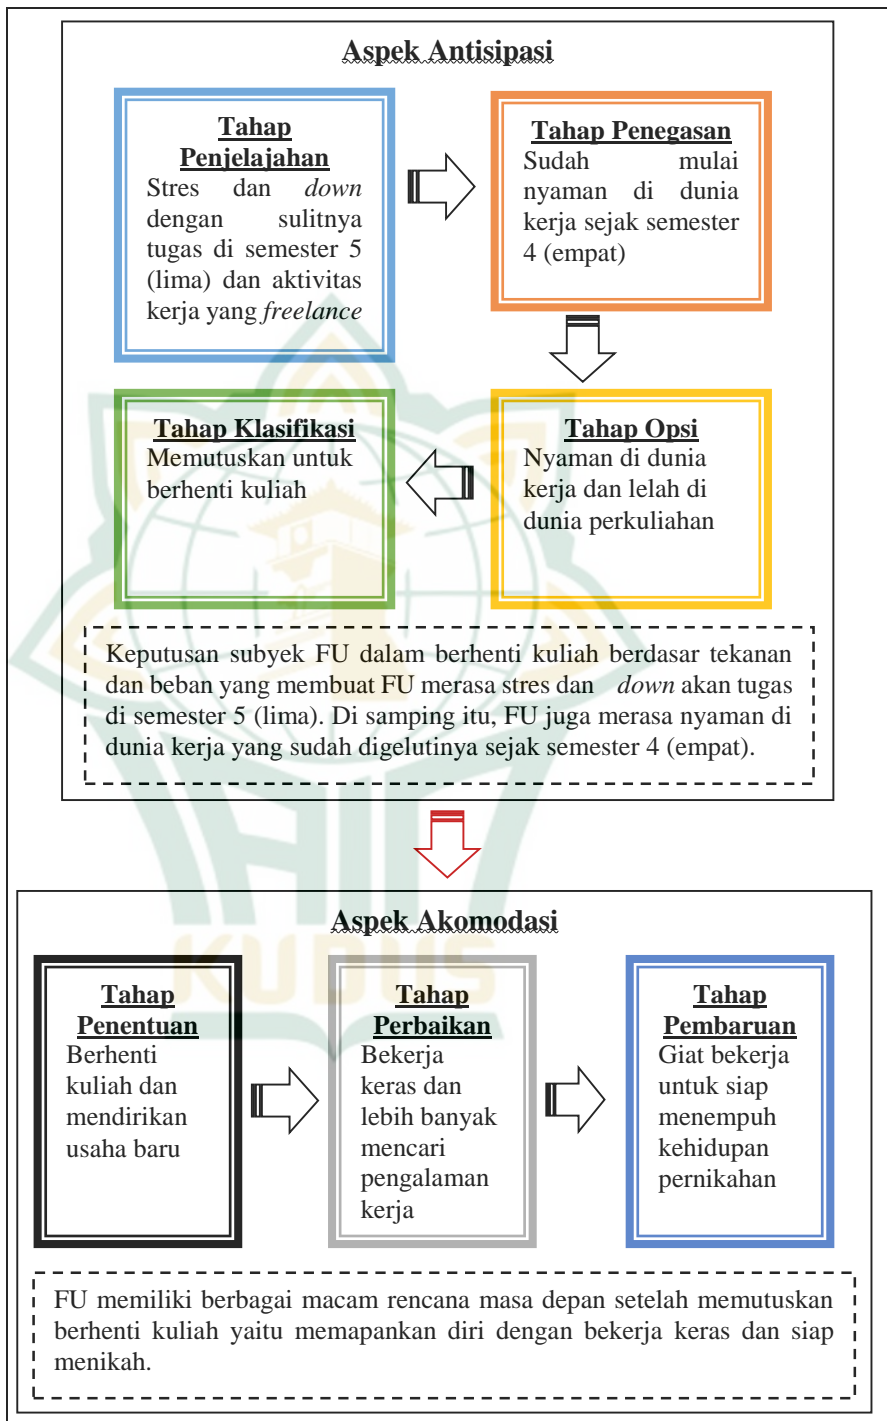 Aspek Antisipasi
Tahap
Penjelajahan
Stres dan down
dengan sulitnya
tugas di semester 5
(lima) dan aktivitas
kerja yang freelance
Tahap Penegasan
Sudah mulai
nyaman di dunia
kerja sejak semester
4 (empat)
Tahap Klasifikasi
Memutuskan untuk
berhenti kuliah
Tahap Opsi
Nyaman di dunia
kerja dan lelah di
dunia perkuliahan
Keputusan subyek FU dalam berhenti kuliah berdasar tekanan
dan beban yang membuat FU merasa stres dan down akan tugas
di semester 5 (lima). Di samping itu, FU juga merasa nyaman di
dunia kerja yang sudah digelutinya sejak semester 4 (empat).
Aspek Akomodasi
Tahap
Penentuan
Berhenti
kuliah dan
mendirikan
usaha baru
Tahap
Perbaikan
Bekerja
keras dan
lebih banyak
mencari
pengalaman
kerja
Tahap
Pembaruan
Giat bekerja
untuk siap
menempuh
kehidupan
pernikahan
KUDUS
FU memiliki berbagai macam rencana masa depan setelah memutuskan
berhenti kuliah yaitu memapankan diri dengan bekerja keras dan siap
menikah.